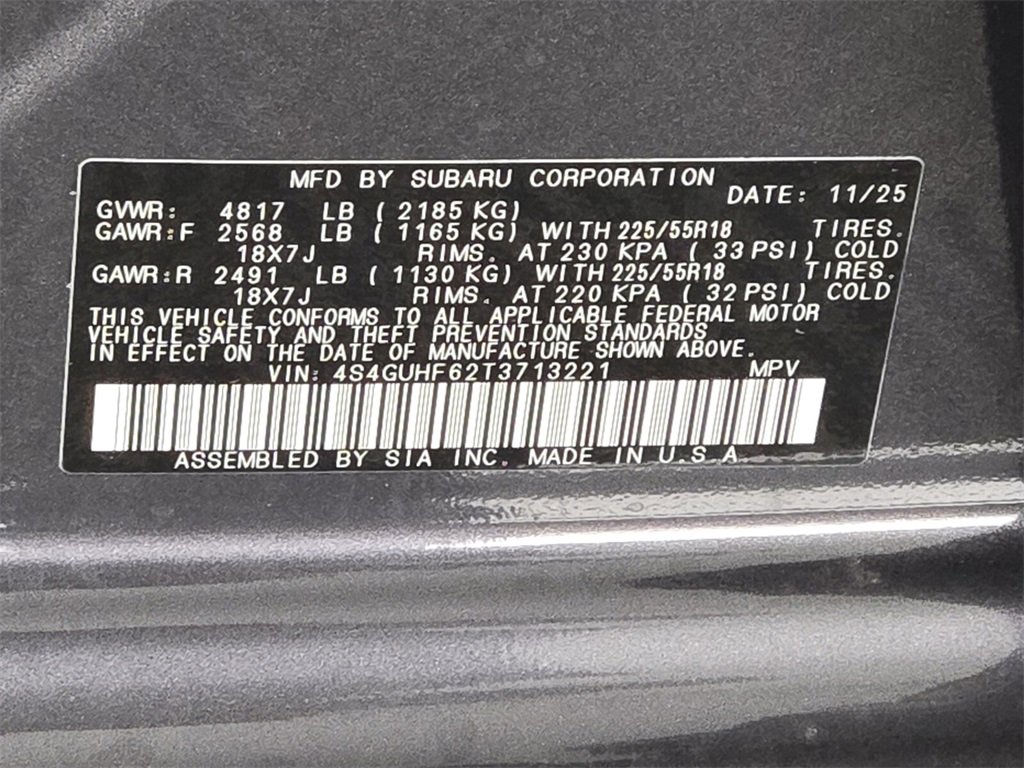 MFD BY SUBARU CORPORATION DATE: 11/25
GVWR: 4817 LB ( 2185 KG)
GAWR:F 2568 LB ( 1165 KG) WITH 225/55R18 TIRES.
18X7J RIMS. AT 230 KPA ( 33 PSI) COLD
GAWR:R 2491 LB ( 1130 KG) WITH 225/55R18 TIRES.
18X7J RIMS. AT 220 KPA ( 32 PSI) COLD
THIS VEHICLE CONFORMS TO ALL APPLICABLE FEDERAL MOTOR
VEHICLE SAFETY AND THEFT PREVENTION STANDARDS
IN EFFECT ON THE DATE OF MANUFACTURE SHOWN ABOVE.
VIN: 4S4GUHF62T3713221 MPV
ASSEMBLED BY SIA INC. MADE IN U.S.A